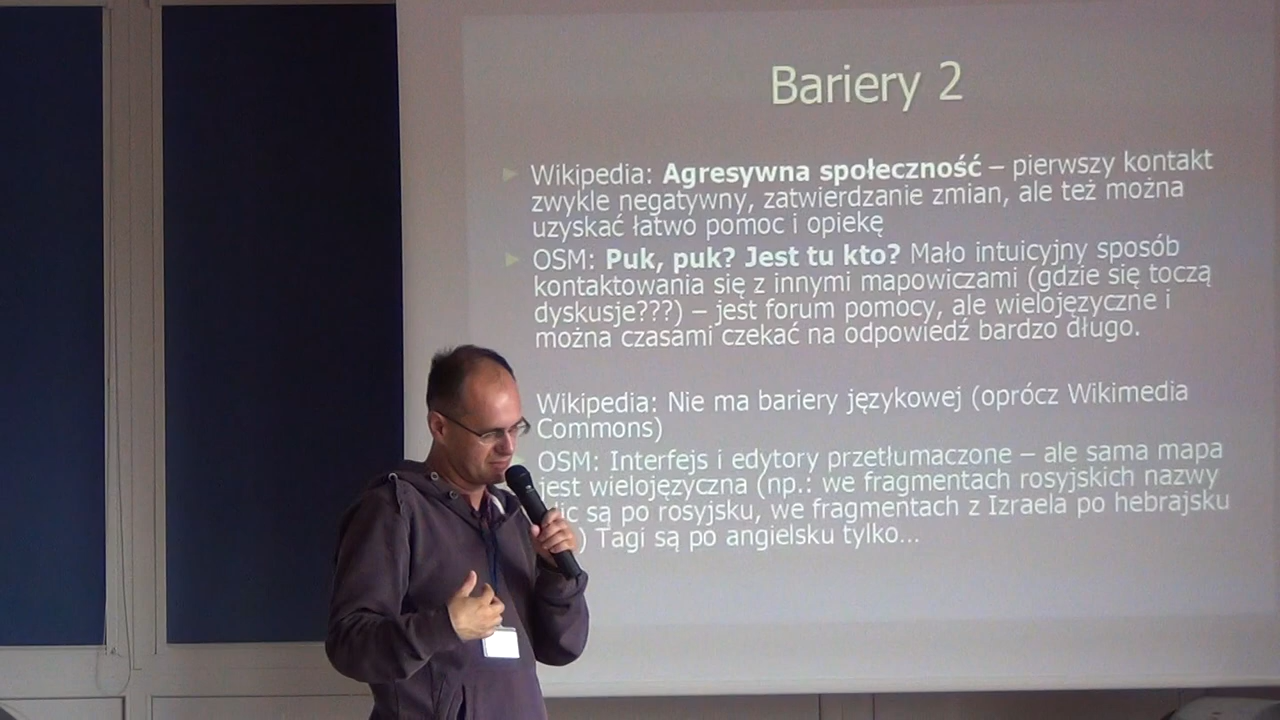 Bariery 2
Wikipedia: Agresywna społeczność – pierwszy kontakt
zwykle negatywny, zatwierdzanie zmian, ale też można
uzyskać łatwo pomoc i opiekę
OSM: Puk, puk? Jest tu kto? Mało intuicyjny sposób
kontaktowania się z innymi mapowiczami (gdzie się toczą
dyskusje???) – jest forum pomocy, ale wielojęzyczne i
można czasami czekać na odpowiedź bardzo długo.
Wikipedia: Nie ma bariery językowej (oprócz Wikimedia
Commons)
OSM: Interfejs i edytory przetłumaczone – ale sama mapa
jest wielojęzyczna (np.: we fragmentach rosyjskich nazwy
są po rosyjsku, we fragmentach z Izraela po hebrajsku
) Tagi są po angielsku tylko...